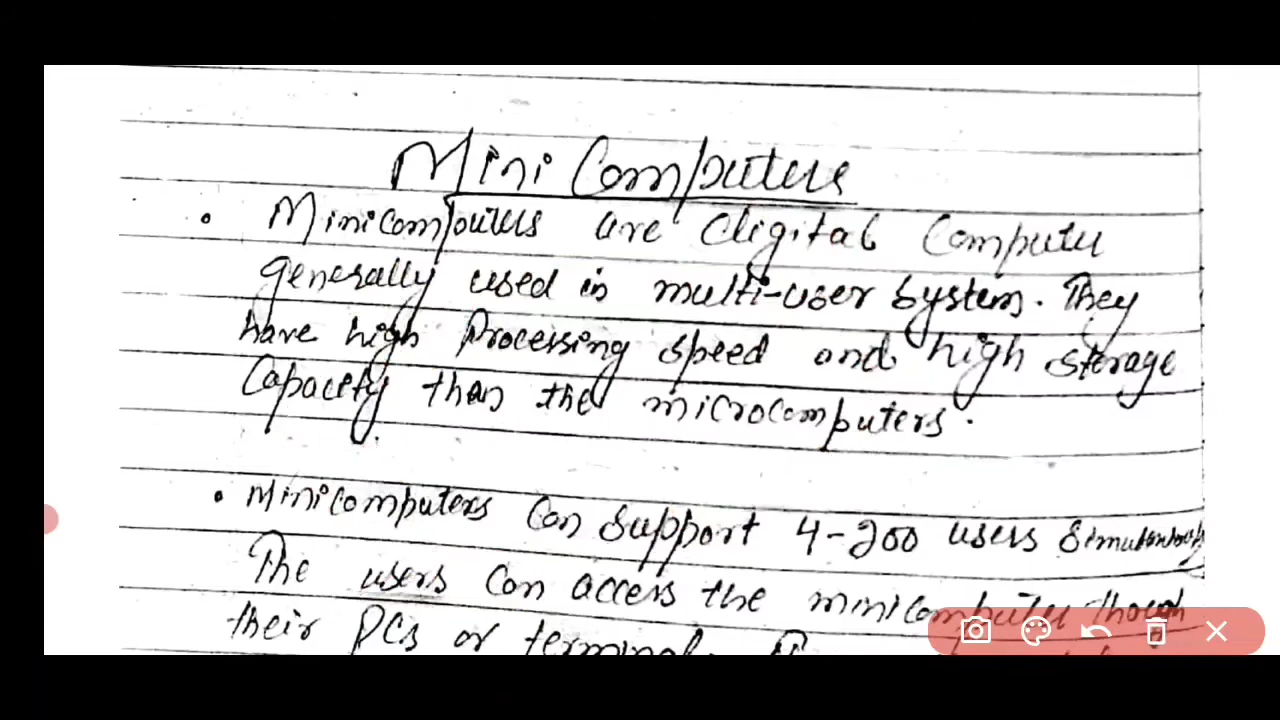 Mini Computers
• Minicomputers are digital computer
generally used in multi-user system. They
have high Processing speed and high storage
Capacity than the microcomputers.
• Minicomputers can support 4-200 users simultaneously
The users can access the minicomputer though
their PCs or terminal.